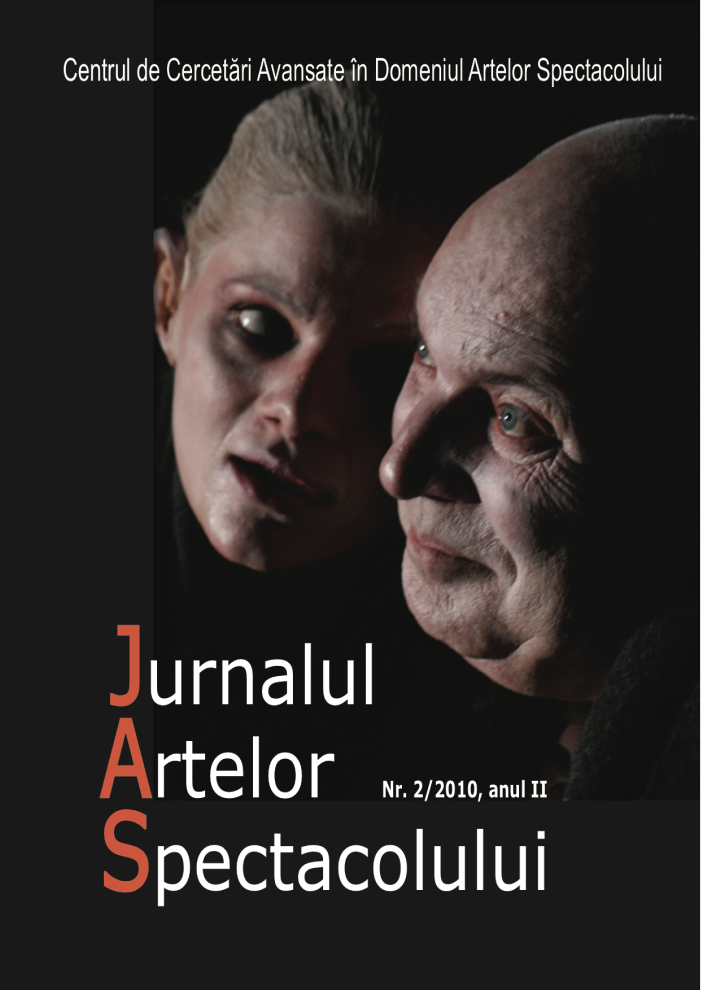 Centrul de Cercetări Avansate în Domeniul Artelor Spectacolului
Jurnalul
Artelor
Nr. 2/2010, anul II
Spectacolului